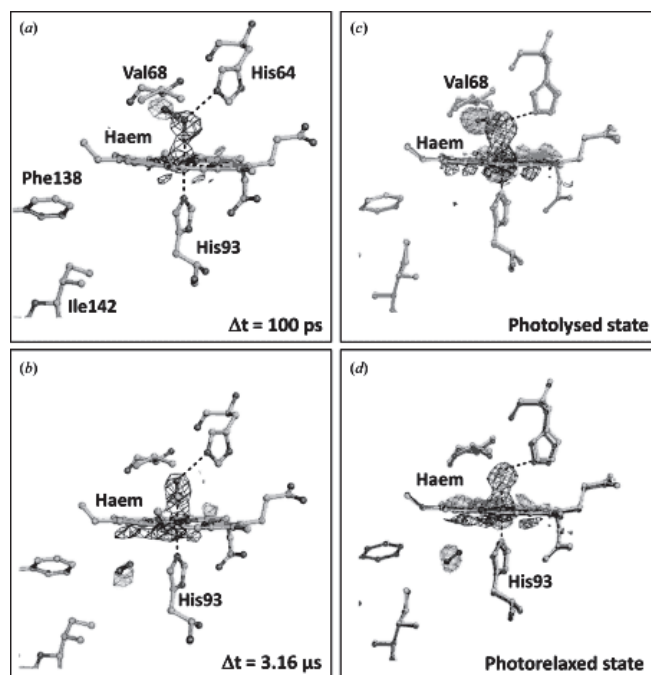 (a)
Val68
His64
Haem
Phe138
His93
Ile142
Δt = 100 ps
(c)
Val68
Haem
Photolysed state
(b)
Haem
His93
Δt = 3.16 µs
(d)
Haem
His93
Photorelaxed state